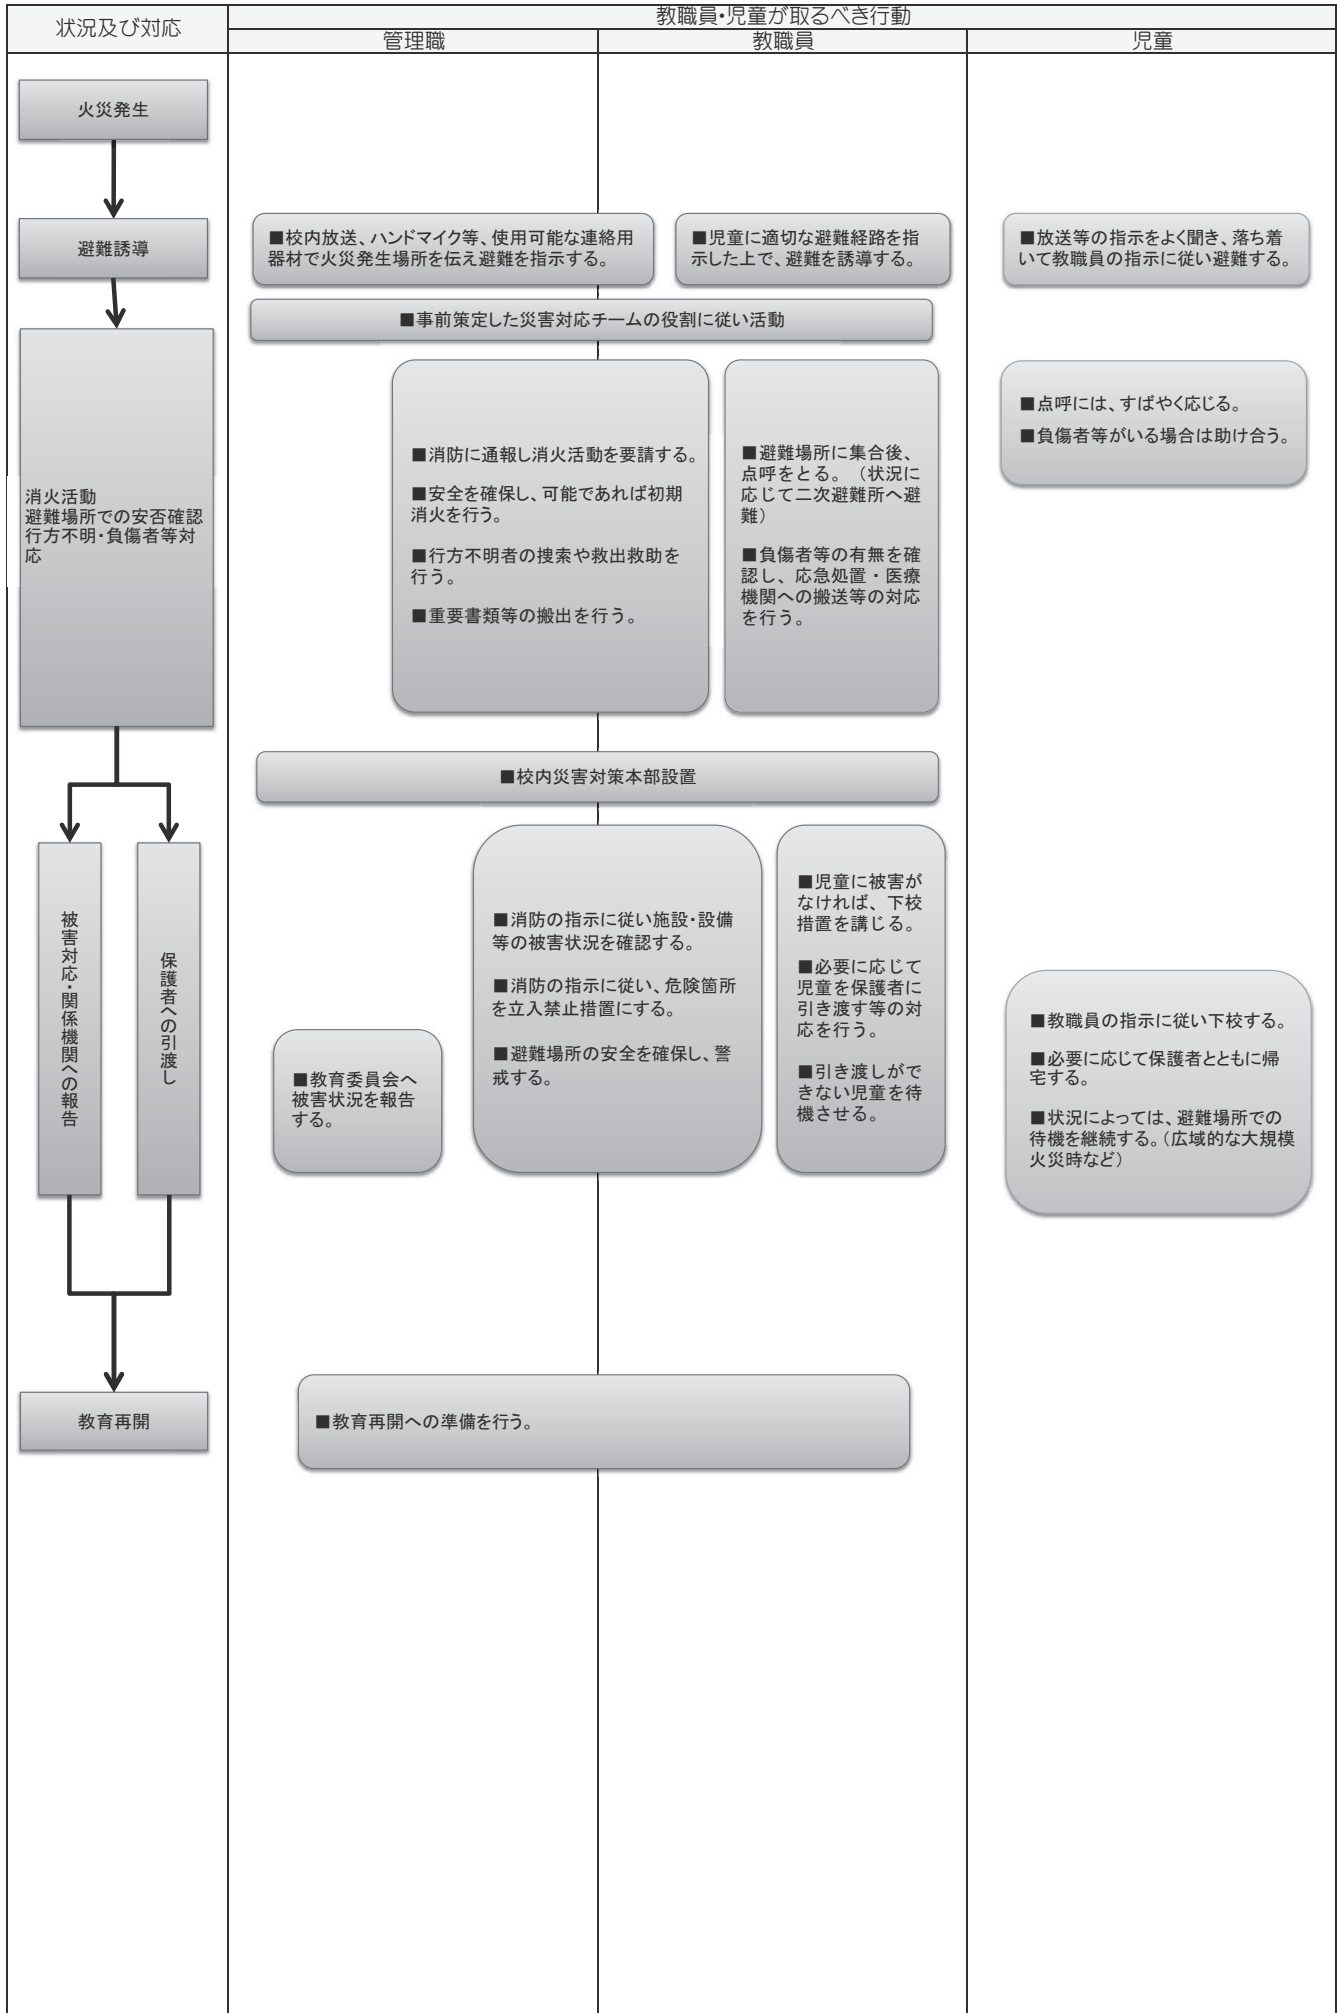 状況及び対応
教職員・児童が取るべき行動
管理職
教職員
児童
火災発生
避難誘導
■校内放送、ハンドマイク等、使用可能な連絡用
器材で火災発生場所を伝え避難を指示する。
■児童に適切な避難経路を指
示した上で、避難を誘導する。
■放送等の指示をよく聞き、落ち着
いて教職員の指示に従い避難する。
■事前策定した災害対応チームの役割に従い活動
消火活動
避難場所での安否確認
行方不明・負傷者等対
応
■消防に通報し消火活動を要請する。
■安全を確保し、可能であれば初期
消火を行う。
■行方不明者の捜索や救出救助を
行う。
■重要書類等の搬出を行う。
■避難場所に集合後、
点呼をとる。（状況に
応じて二次避難所へ避
難）
■負傷者等の有無を確
認し、応急処置・医療
機関への搬送等の対応
を行う。
■点呼には、すばやく応じる。
■負傷者等がいる場合は助け合う。
■校内災害対策本部設置
被害対応・関係機関への報告
保護者への引渡し
■教育委員会へ
被害状況を報告
する。
■消防の指示に従い施設・設備
等の被害状況を確認する。
■消防の指示に従い、危険箇所
を立入禁止措置にする。
■避難場所の安全を確保し、警
戒する。
■児童に被害が
なければ、下校
措置を講じる。
■必要に応じて
児童を保護者に
引き渡す等の対
応を行う。
■引き渡しがで
きない児童を待
機させる。
■教職員の指示に従い下校する。
■必要に応じて保護者とともに帰
宅する。
■状況によっては、避難場所での
待機を継続する。（広域的な大規模
火災時など）
教育再開
■教育再開への準備を行う。